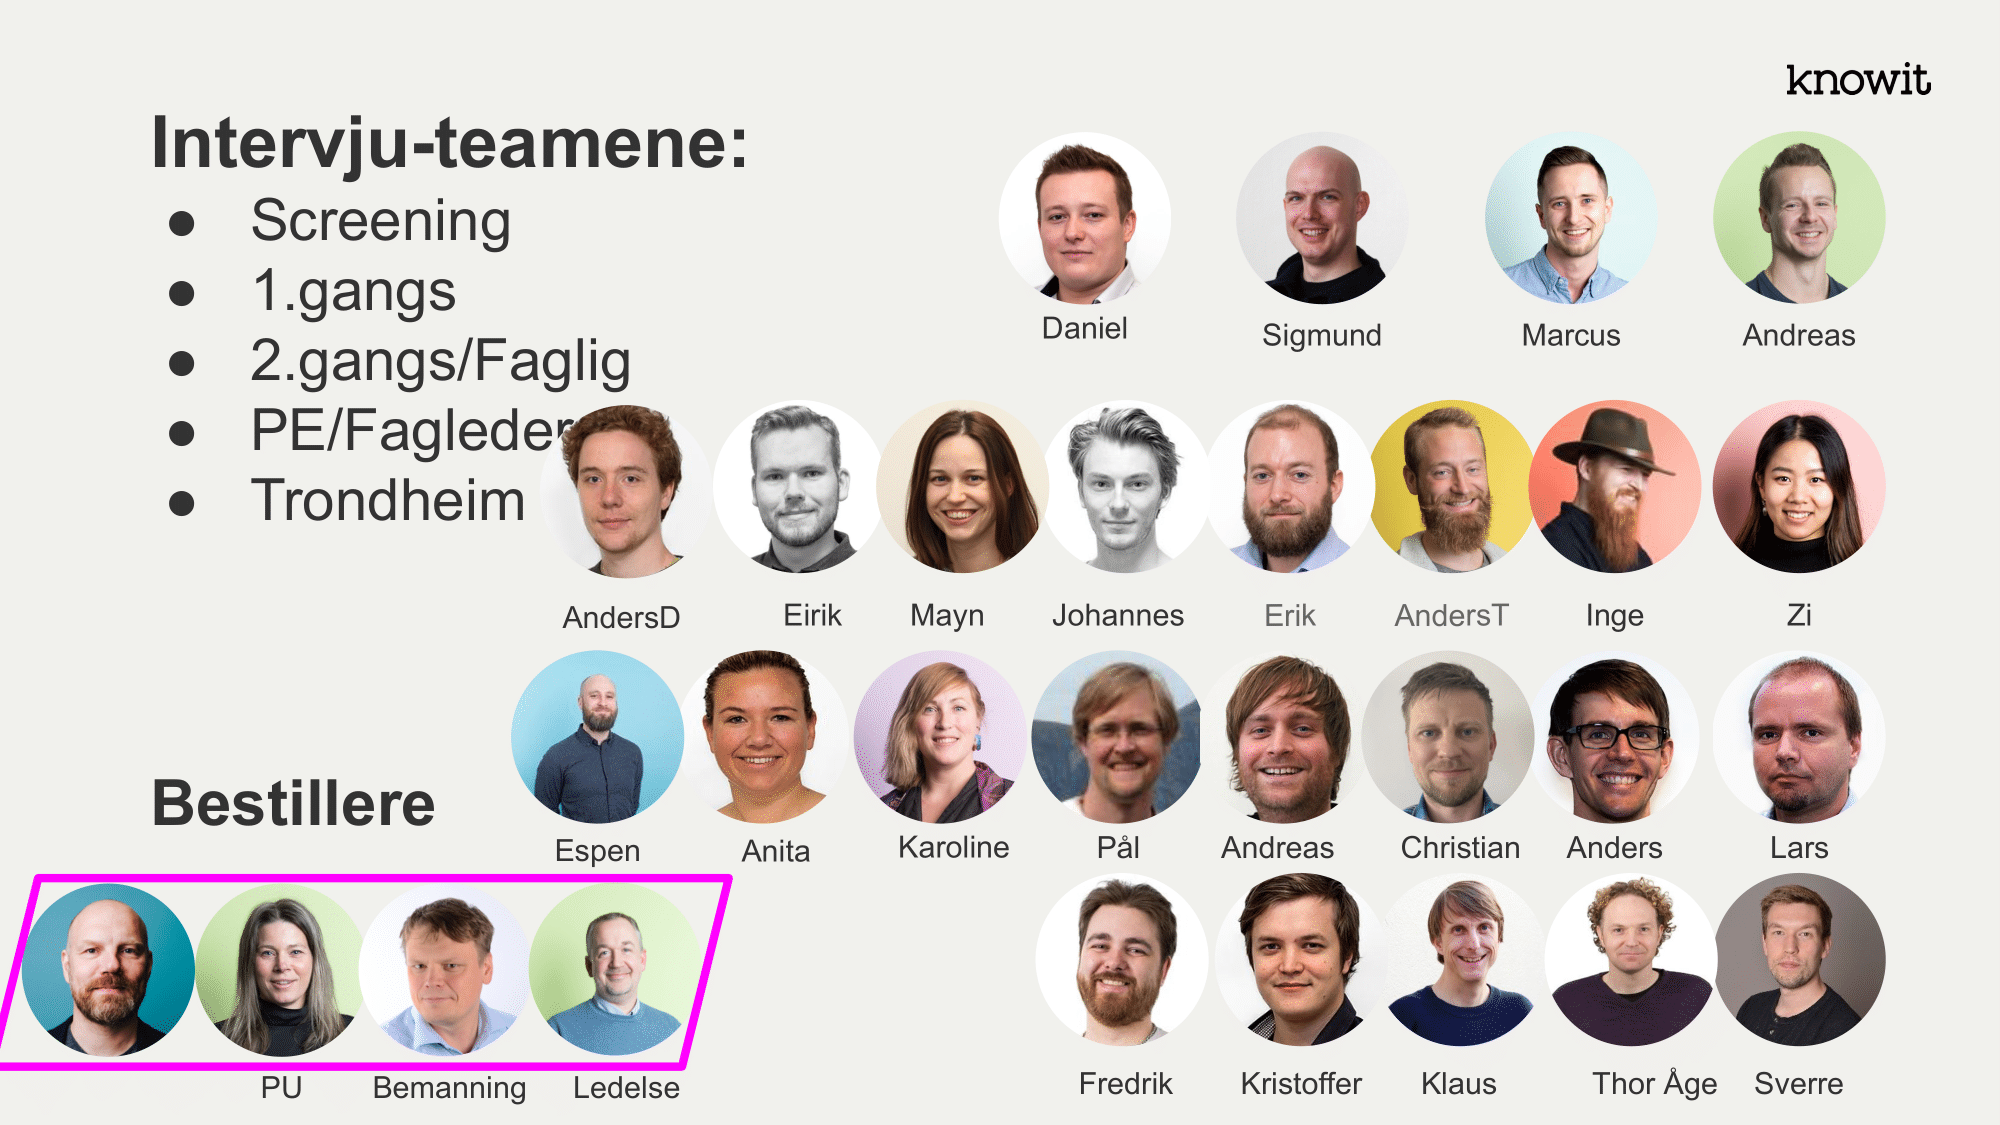 knowit
Intervju-teamene:
● Screening
● 1.gangs
● 2.gangs/Faglig
● PE/Fagleder
● Trondheim
Daniel Sigmund Marcus Andreas
AndersD Eirik Mayn Johannes Erik AndersT Inge Zi
Espen Anita Karoline Pål Andreas Christian Anders Lars
Bestillere
PU Bemanning Ledelse
Fredrik Kristoffer Klaus Thor Åge Sverre